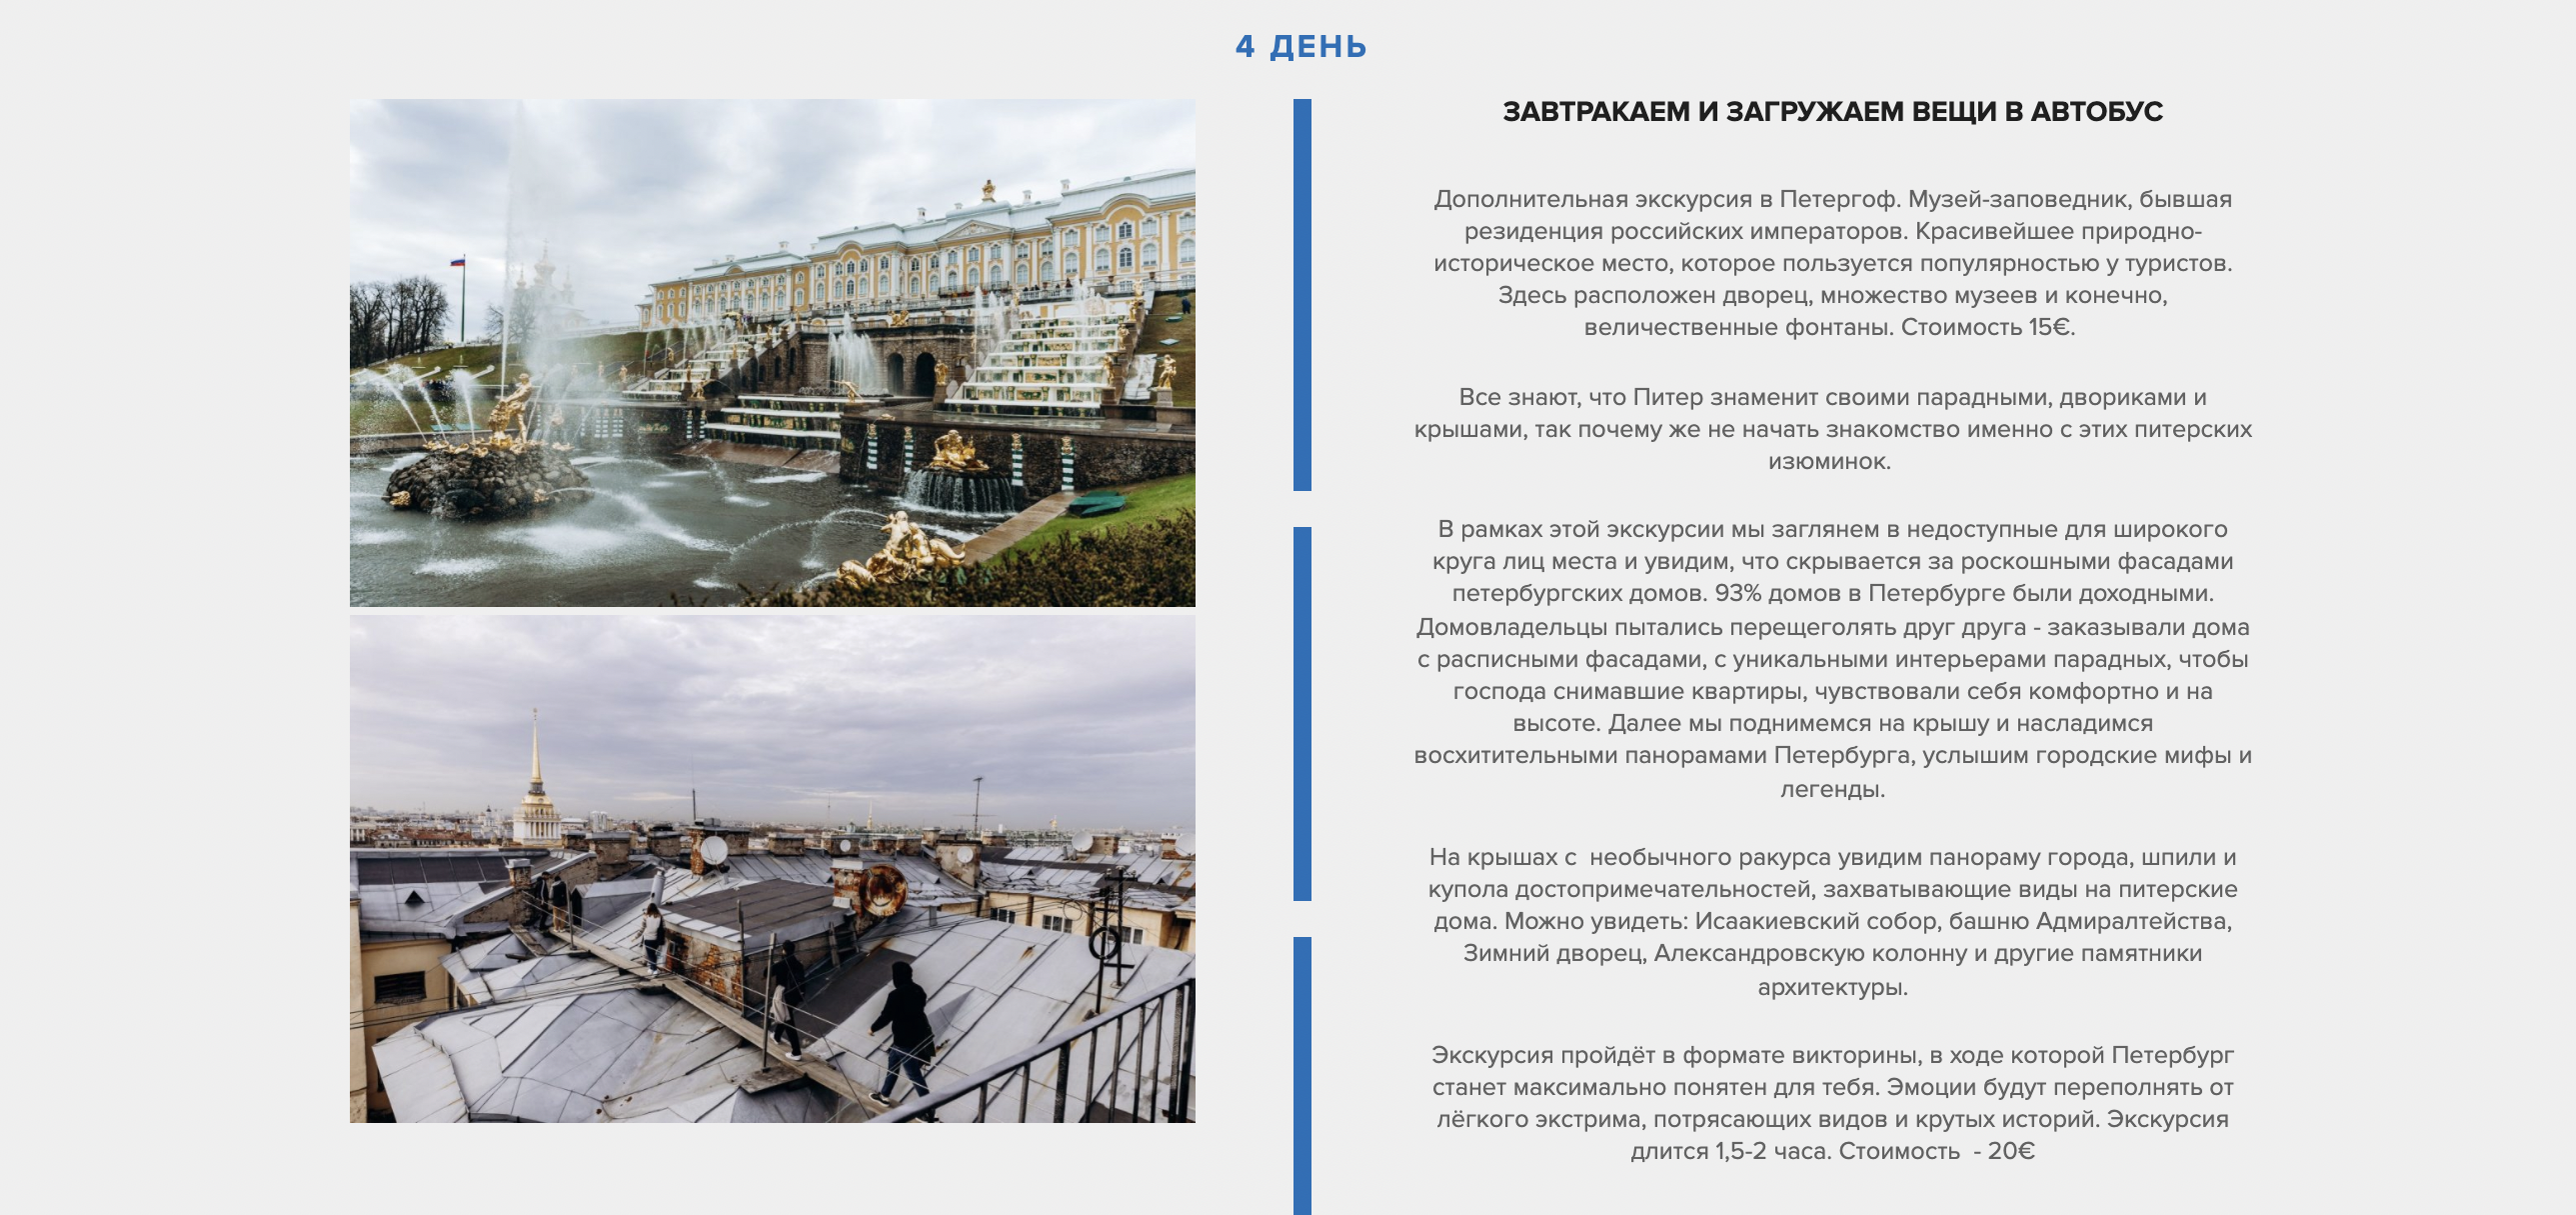 4 ДЕНЬ
ЗАВТРАКАЕМ И ЗАГРУЖАЕМ ВЕЩИ В АВТОБУС
Дополнительная экскурсия в Петергоф. Музей-заповедник, бывшая
резиденция российских императоров. Красивейшее природно-
историческое место, которое пользуется популярностью у туристов.
Здесь расположен дворец, множество музеев и конечно,
величественные фонтаны. Стоимость 15€.
Все знают, что Питер знаменит своими парадными, двориками и
крышами, так почему же не начать знакомство именно с этих питерских
изюминок.
В рамках этой экскурсии мы заглянем в недоступные для широкого
круга лиц места и увидим, что скрывается за роскошными фасадами
петербургских домов. 93% домов в Петербурге были доходными.
Домовладельцы пытались перещеголять друг друга - заказывали дома
с расписными фасадами, с уникальными интерьерами парадных, чтобы
господа снимавшие квартиры, чувствовали себя комфортно и на
высоте. Далее мы поднимемся на крышу и насладимся
восхитительными панорамами Петербурга, услышим городские мифы и
легенды.
На крышах с  необычного ракурса увидим панораму города, шпили и
купола достопримечательностей, захватывающие виды на питерские
дома. Можно увидеть: Исаакиевский собор, башню Адмиралтейства,
Зимний дворец, Александровскую колонну и другие памятники
архитектуры.
Экскурсия пройдёт в формате викторины, в ходе которой Петербург
станет максимально понятен для тебя. Эмоции будут переполнять от
лёгкого экстрима, потрясающих видов и крутых историй. Экскурсия
длится 1,5-2 часа. Стоимость  - 20€